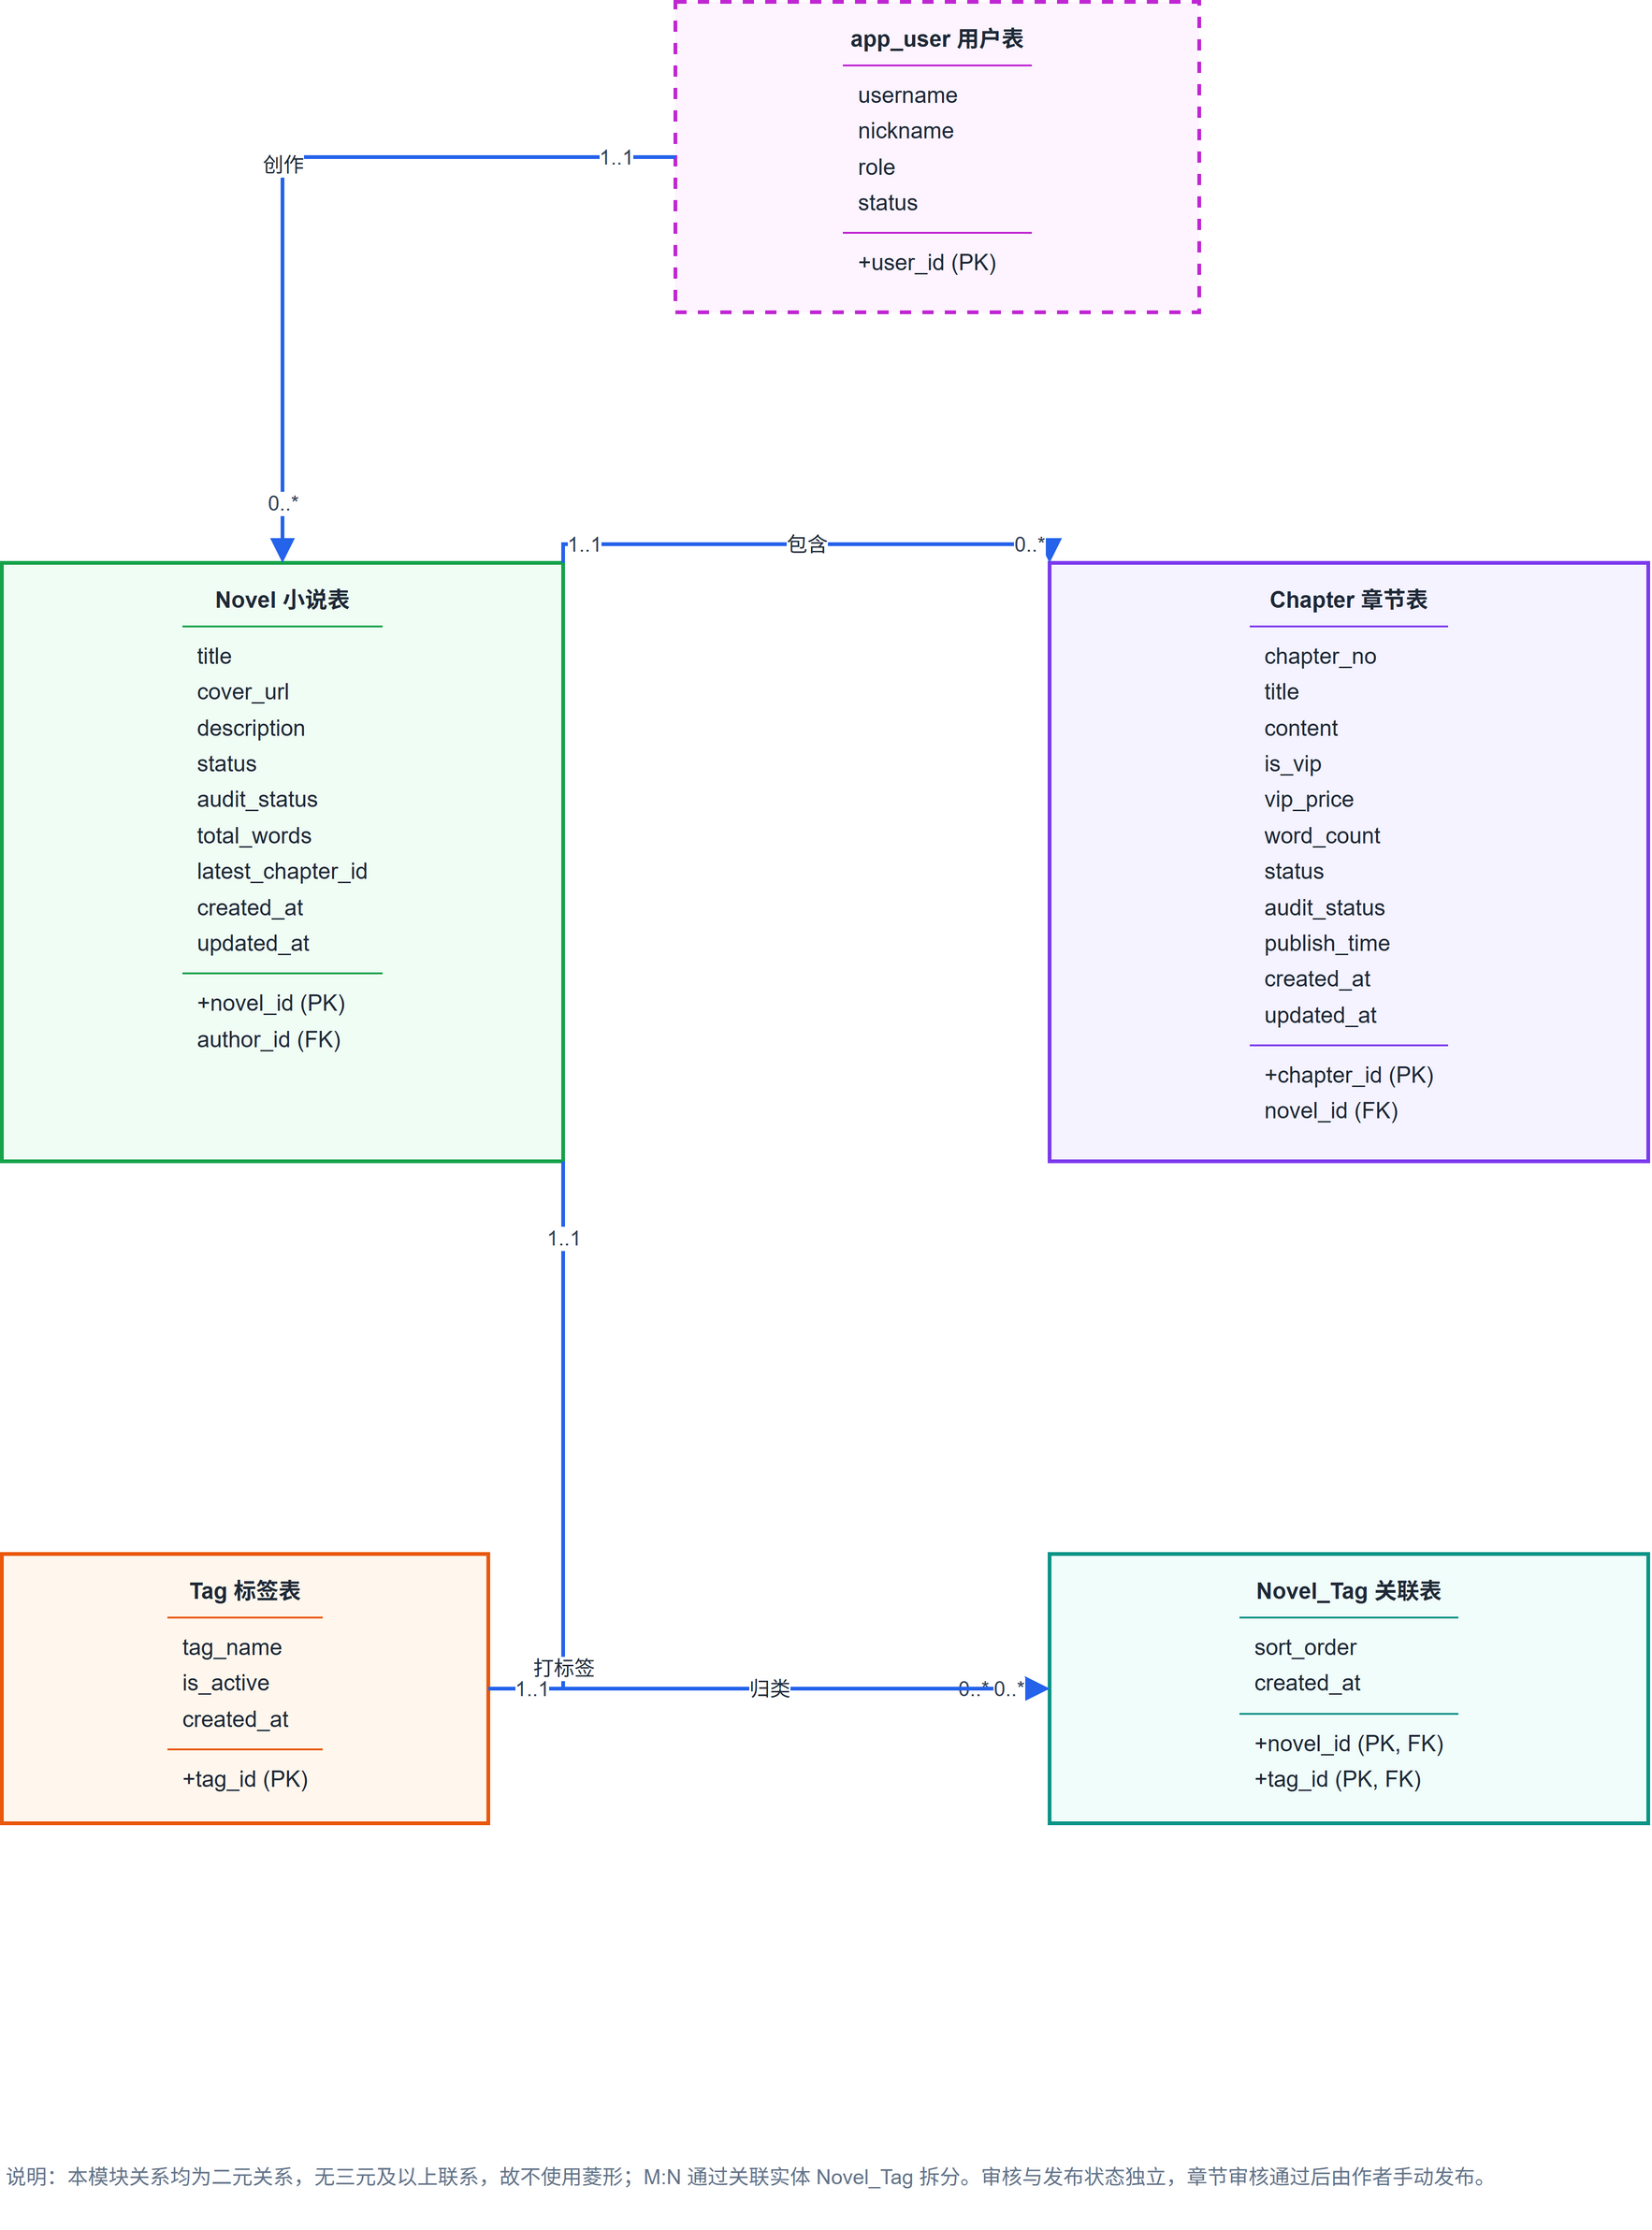 app_user 用户表
username
nickname
role
status
+user_id (PK)
创作
1..1
0..*
1..1
包含
0..*
Novel 小说表
title
cover_url
description
status
audit_status
total_words
latest_chapter_id
created_at
updated_at
+novel_id (PK)
author_id (FK)
Chapter 章节表
chapter_no
title
content
is_vip
vip_price
word_count
status
audit_status
publish_time
created_at
updated_at
+chapter_id (PK)
novel_id (FK)
1..1
打标签
Tag 标签表
tag_name
is_active
created_at
+tag_id (PK)
1..1
归类
0..*
0..*
Novel_Tag 关联表
sort_order
created_at
+novel_id (PK, FK)
+tag_id (PK, FK)
说明：本模块关系均为二元关系，无三元及以上联系，故不使用菱形；M:N 通过关联实体 Novel_Tag 拆分。审核与发布状态独立，章节审核通过后由作者手动发布。